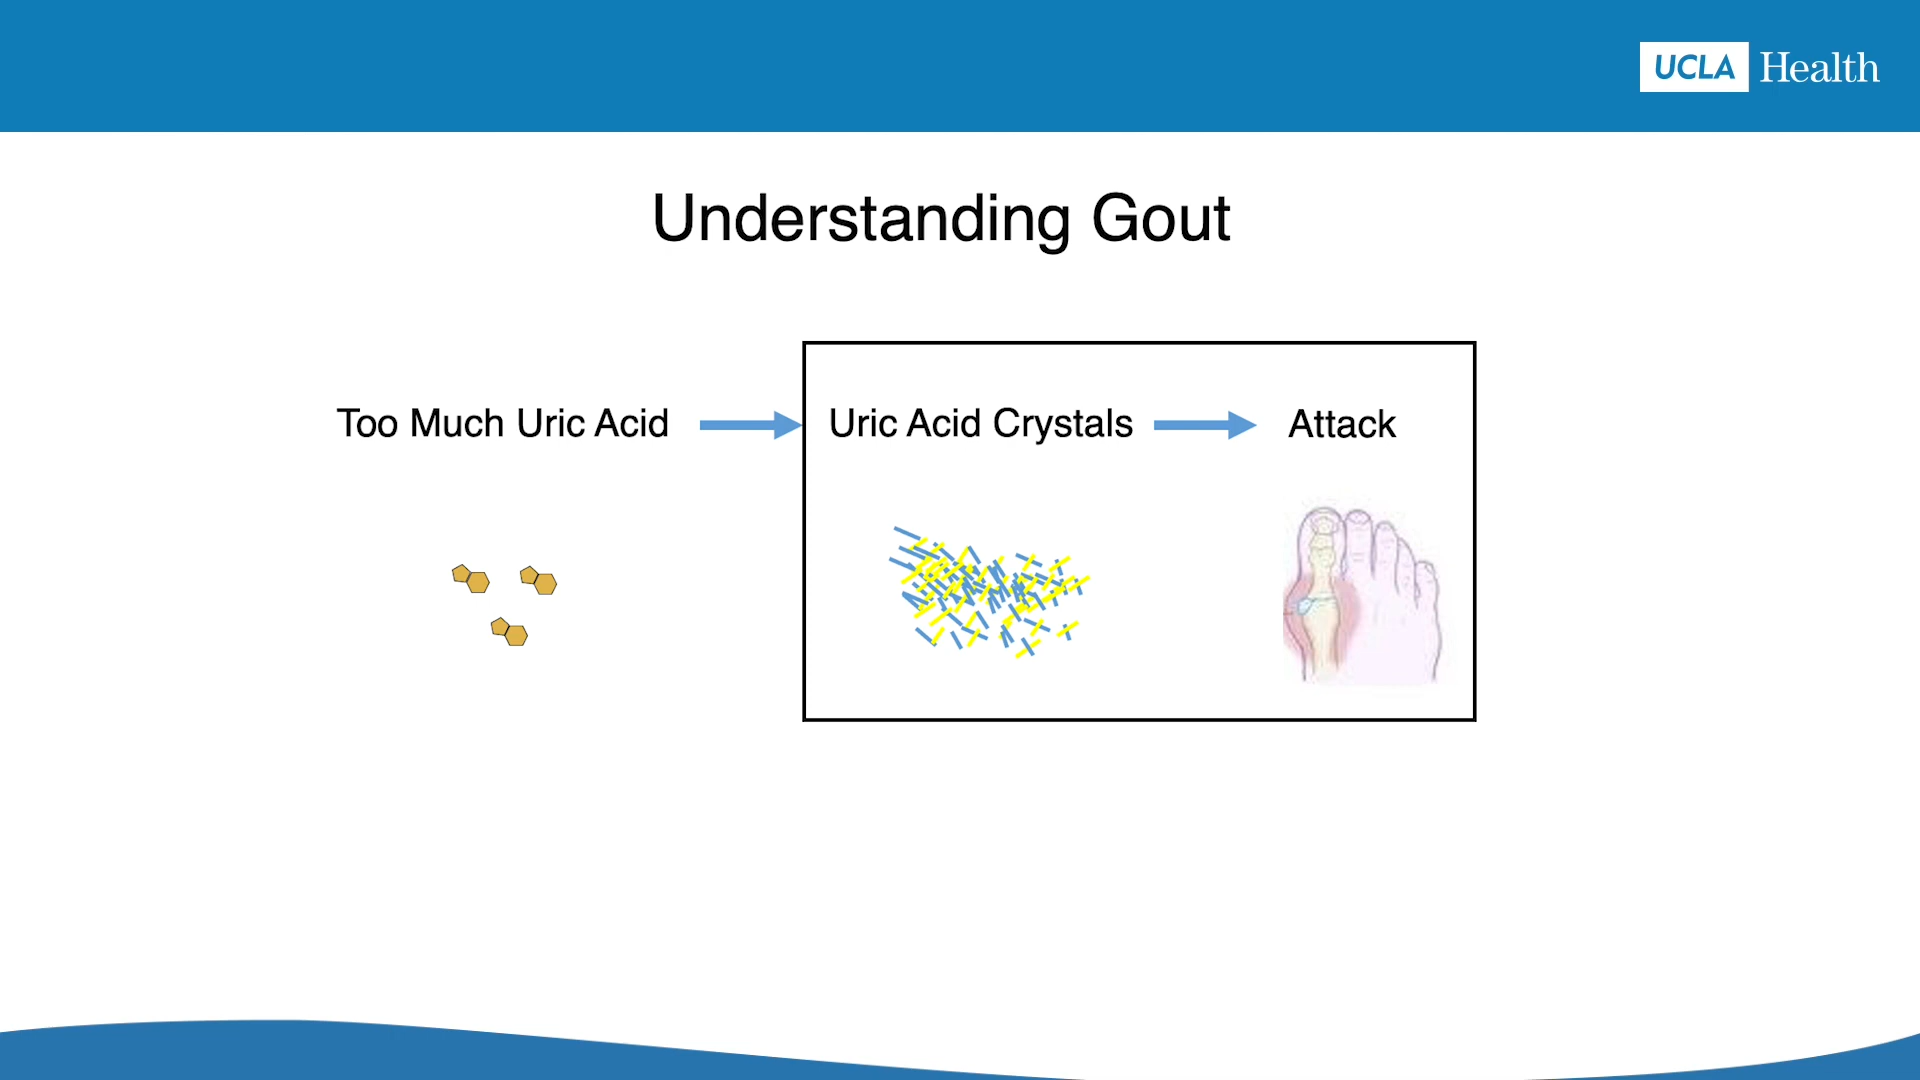 UCLA Health
Understanding Gout
Too Much Uric Acid
Uric Acid Crystals
Attack